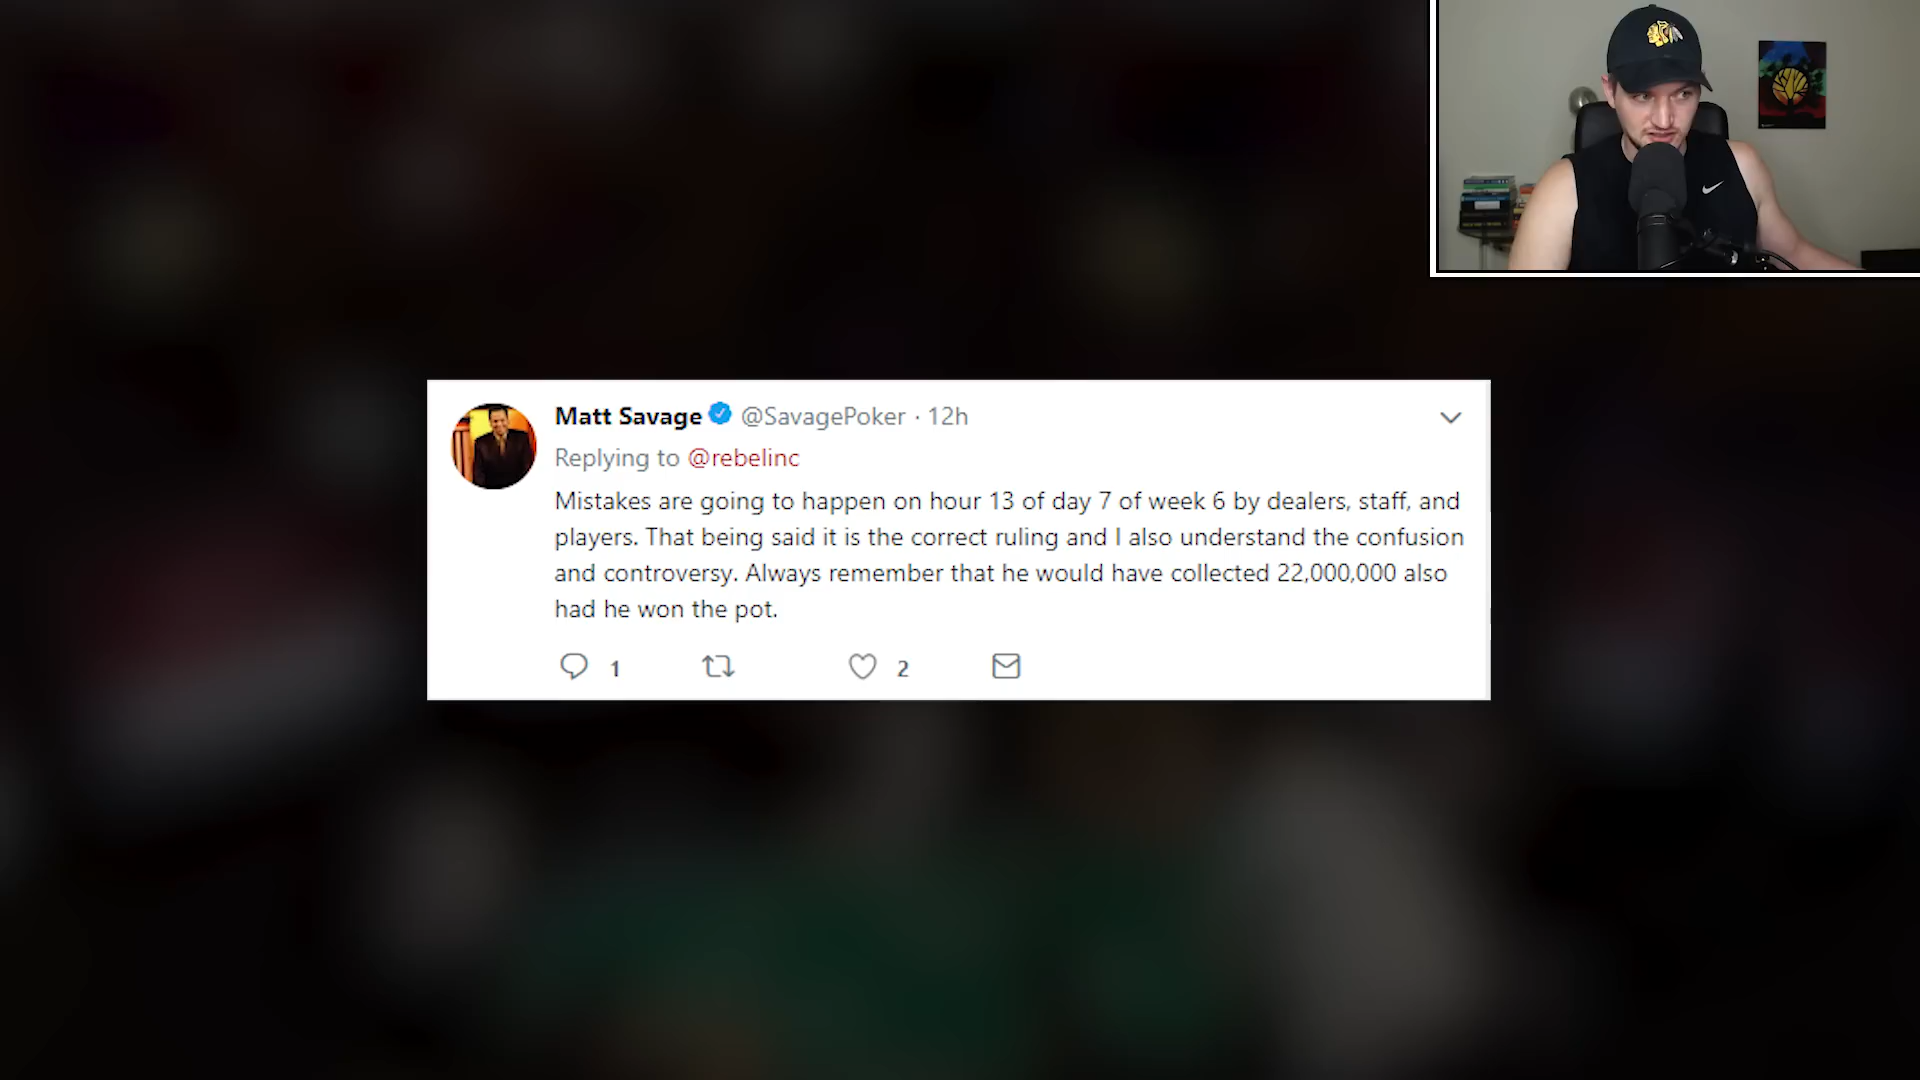 Matt Savage @SavagePoker · 12h
Replying to @rebelinc
Mistakes are going to happen on hour 13 of day 7 of week 6 by dealers, staff, and
players. That being said it is the correct ruling and I also understand the confusion
and controversy. Always remember that he would have collected 22,000,000 also
had he won the pot.
1 2